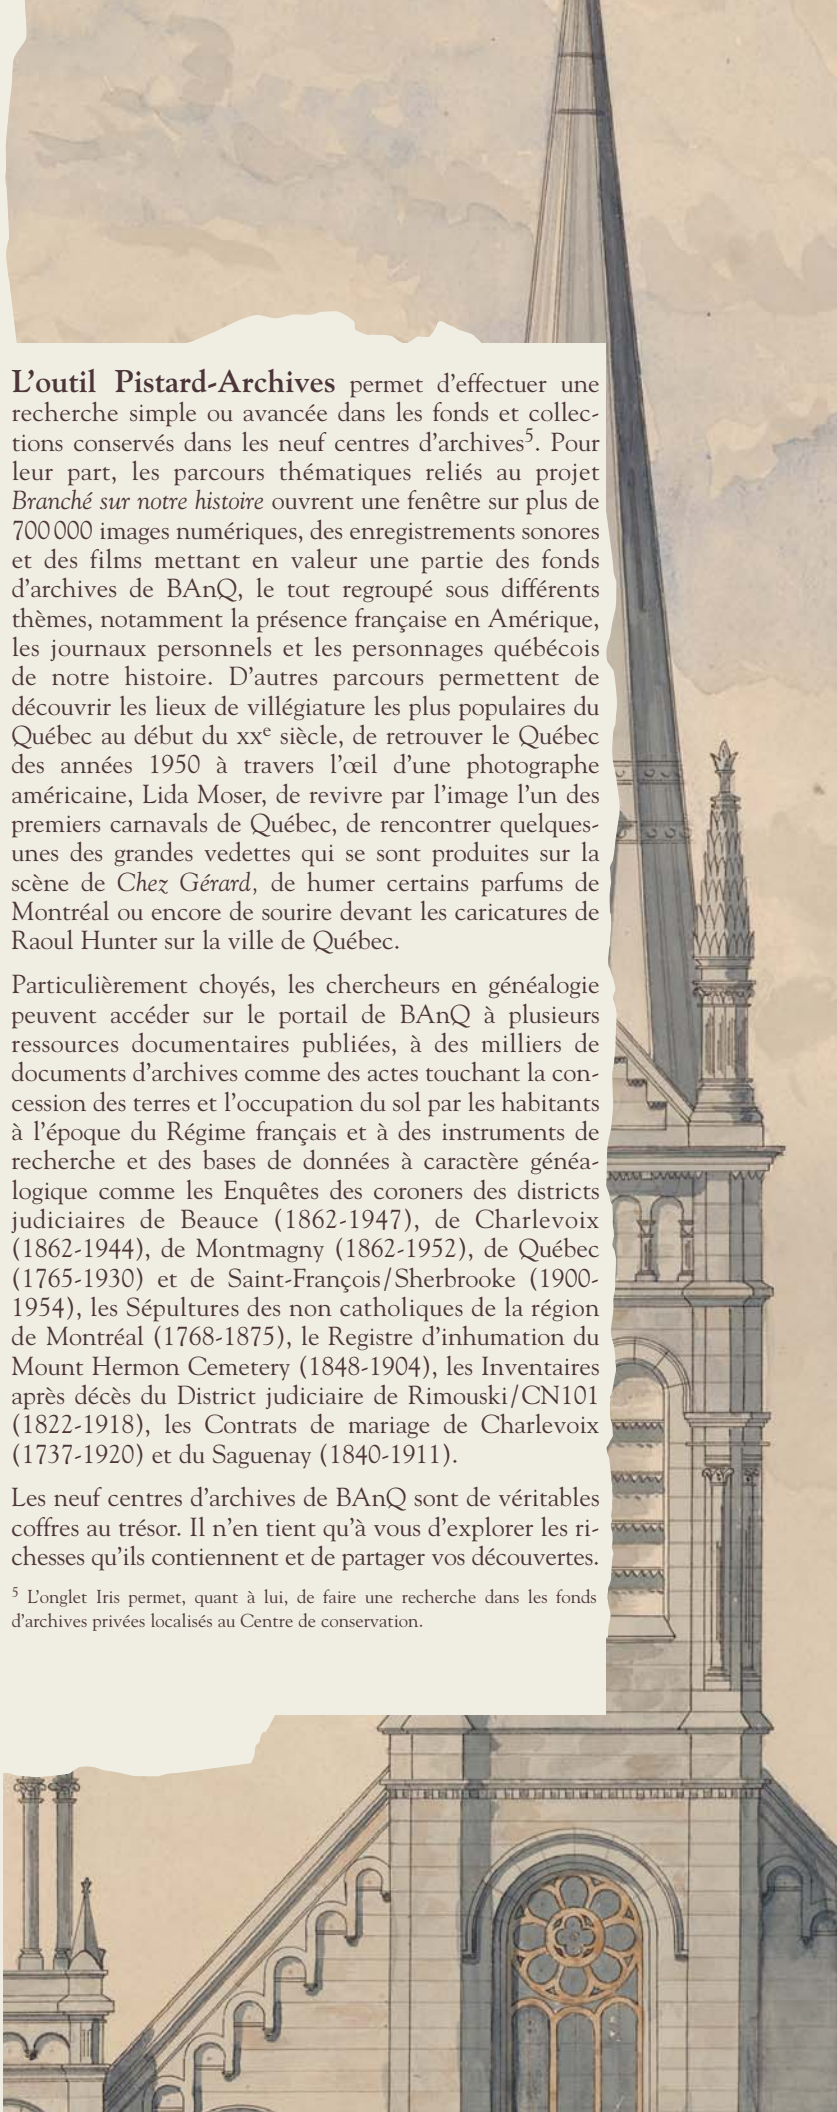 L'outil Pistard-Archives permet d'effectuer une
recherche simple ou avancée dans les fonds et collec-
tions conservés dans les neuf centres d'archives⁵. Pour
leur part, les parcours thématiques reliés au projet
Branché sur notre histoire ouvrent une fenêtre sur plus de
700 000 images numériques, des enregistrements sonores
et des films mettant en valeur une partie des fonds
d'archives de BAnQ, le tout regroupé sous différents
thèmes, notamment la présence française en Amérique,
les journaux personnels et les personnages québécois
de notre histoire. D'autres parcours permettent de
découvrir les lieux de villégiature les plus populaires du
Québec au début du XXᵉ siècle, de retrouver le Québec
des années 1950 à travers l'œil d'une photographe
américaine, Lida Moser, de revivre par l'image l'un des
premiers carnavals de Québec, de rencontrer quelques-
unes des grandes vedettes qui se sont produites sur la
scène de Chez Gérard, de humer certains parfums de
Montréal ou encore de sourire devant les caricatures de
Raoul Hunter sur la ville de Québec.
Particulièrement choyés, les chercheurs en généalogie
peuvent accéder sur le portail de BAnQ à plusieurs
ressources documentaires publiées, à des milliers de
documents d'archives comme des actes touchant la con-
cession des terres et l'occupation du sol par les habitants
à l'époque du Régime français et à des instruments de
recherche et des bases de données à caractère généa-
logique comme les Enquêtes des coroners des districts
judiciaires de Beauce (1862-1947), de Charlevoix
(1862-1944), de Montmagny (1862-1952), de Québec
(1765-1930) et de Saint-François/Sherbrooke (1900-
1954), les Sépultures des non catholiques de la région
de Montréal (1768-1875), le Registre d'inhumation du
Mount Hermon Cemetery (1848-1904), les Inventaires
après décès du District judiciaire de Rimouski/CN101
(1822-1918), les Contrats de mariage de Charlevoix
(1737-1920) et du Saguenay (1840-1911).
Les neuf centres d'archives de BAnQ sont de véritables
coffres au trésor. Il n'en tient qu'à vous d'explorer les ri-
chesses qu'ils contiennent et de partager vos découvertes.
⁵ L'onglet Iris permet, quant à lui, de faire une recherche dans les fonds
d'archives privées localisés au Centre de conservation.